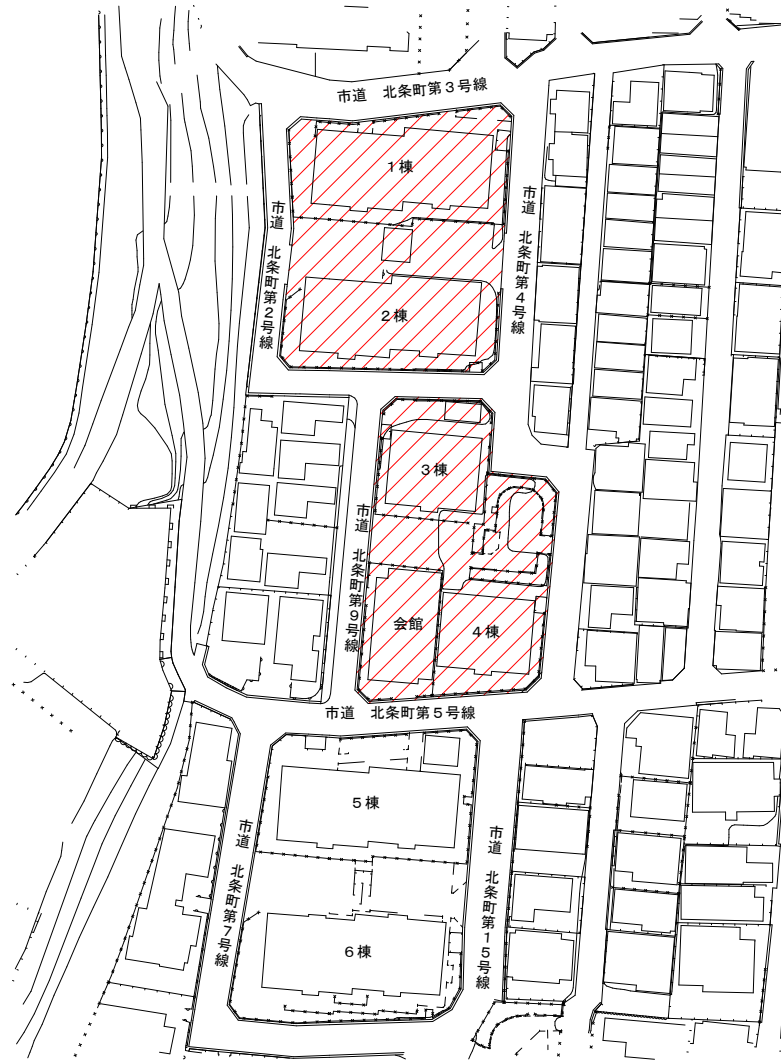 市道　北条町第３号線
１棟
市道　北条町第２号線
市道　北条町第４号線
２棟
３棟
市道　北条町第９号線
会館
４棟
市道　北条町第５号線
５棟
市道　北条町第７号線
市道　北条町第１５号線
６棟